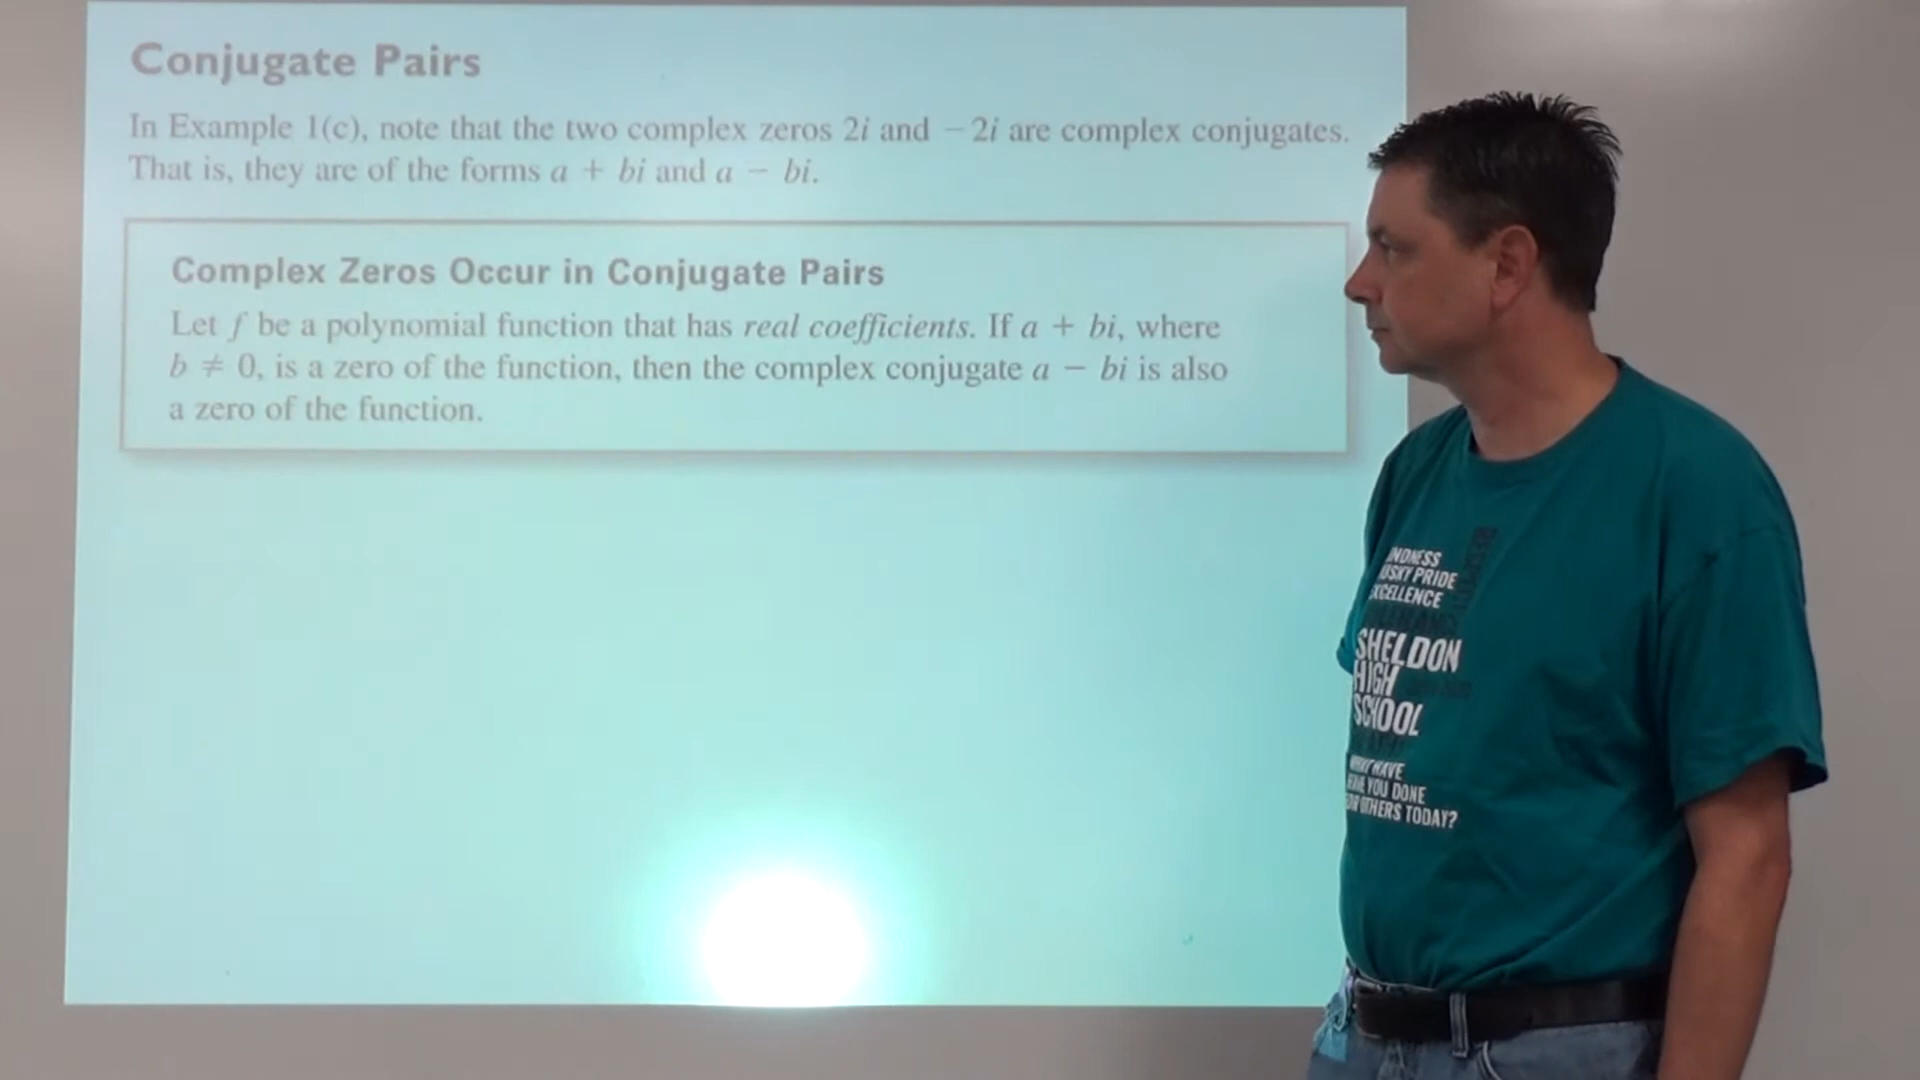 Conjugate Pairs
In Example 1(c), note that the two complex zeros 2i and −2i are complex conjugates.
That is, they are of the forms a + bi and a − bi.
Complex Zeros Occur in Conjugate Pairs
Let f be a polynomial function that has real coefficients. If a + bi, where
b ≠ 0, is a zero of the function, then the complex conjugate a − bi is also
a zero of the function.
PRIDE
SHELDON
HIGH
SCHOOL
HAVE
YOU DONE
OTHERS TODAY?